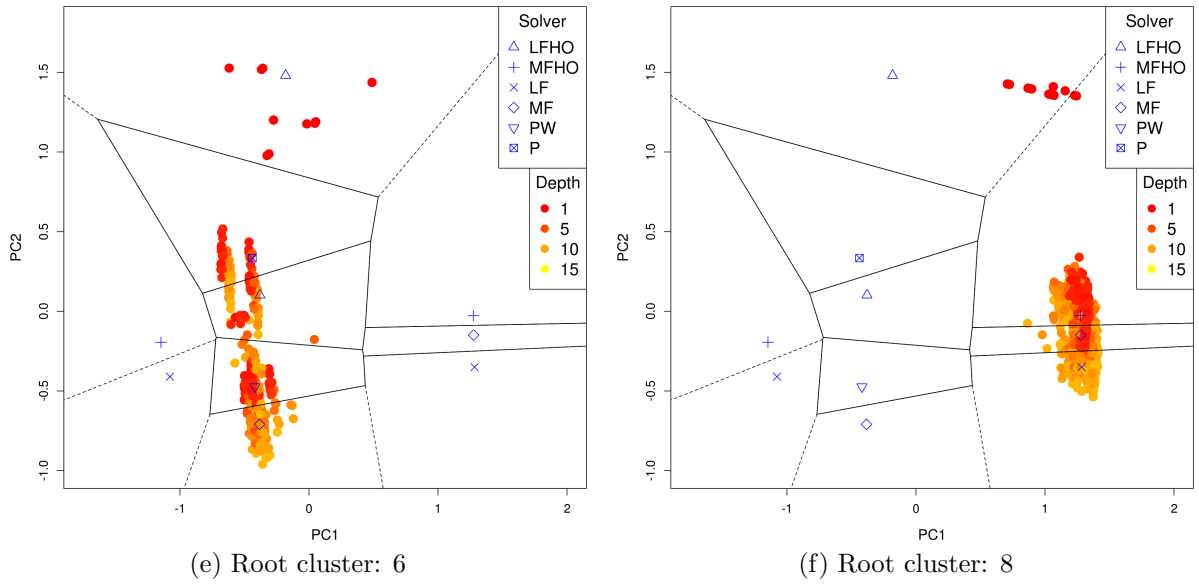 Solver
LFHO
MFHO
LF
MF
PW
P
Depth
1
5
10
15
PC2
1.5
1.0
0.5
0.0
-0.5
-1.0
-1
0
1
2
PC1
(e) Root cluster: 6
Solver
LFHO
MFHO
LF
MF
PW
P
Depth
1
5
10
15
PC2
1.5
1.0
0.5
0.0
-0.5
-1.0
-1
0
1
2
PC1
(f) Root cluster: 8